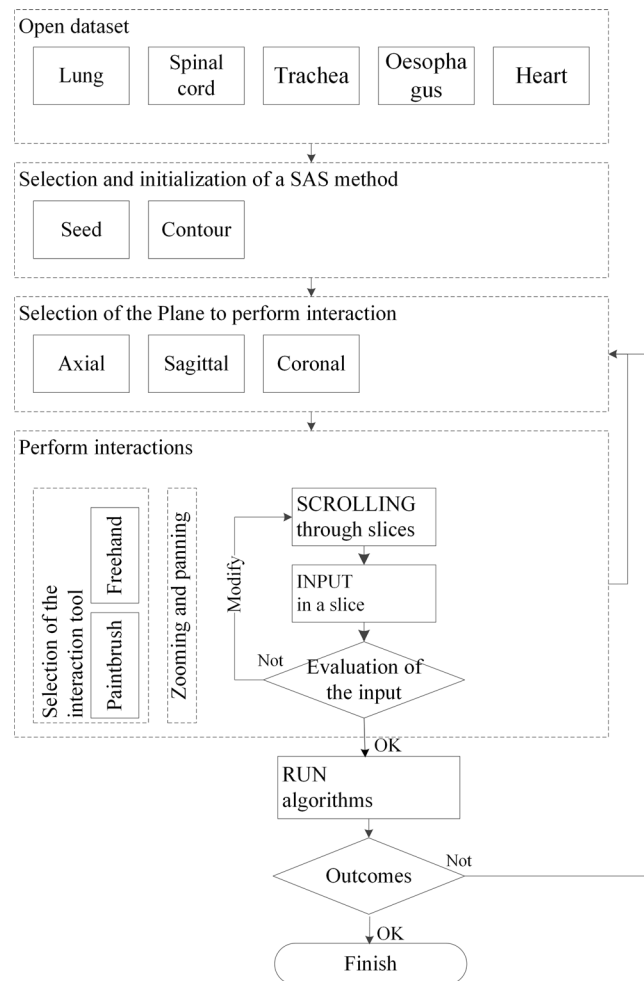 Open dataset
Lung
Spinal
cord
Trachea
Oesopha
gus
Heart
Selection and initialization of a SAS method
Seed
Contour
Selection of the Plane to perform interaction
Axial
Sagittal
Coronal
Perform interactions
Selection of the
interaction tool
Freehand
Paintbrush
Zooming and panning
Modify
SCROLLING
through slices
INPUT
in a slice
Not
Evaluation of
the input
OK
RUN
algorithms
Outcomes
Not
OK
Finish